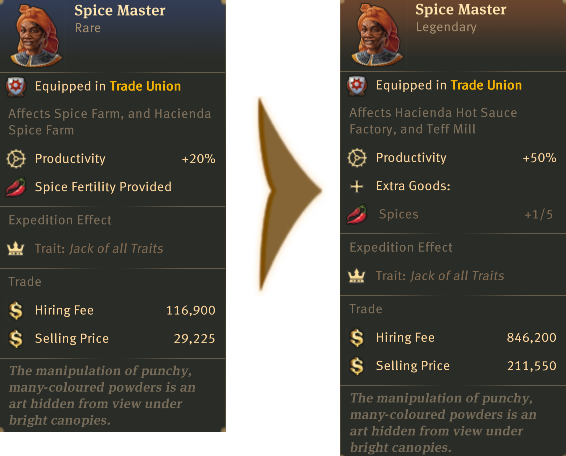 Spice Master
Rare
Equipped in Trade Union
Affects Spice Farm, and Hacienda
Spice Farm
Productivity +20%
Spice Fertility Provided
Expedition Effect
Trait: Jack of all Traits
Trade
Hiring Fee 116,900
Selling Price 29,225
The manipulation of punchy,
many-coloured powders is an
art hidden from view under
bright canopies.
Spice Master
Legendary
Equipped in Trade Union
Affects Hacienda Hot Sauce
Factory, and Teff Mill
Productivity +50%
Extra Goods:
Spices +1/5
Expedition Effect
Trait: Jack of all Traits
Trade
Hiring Fee 846,200
Selling Price 211,550
The manipulation of punchy,
many-coloured powders is an
art hidden from view under
bright canopies.